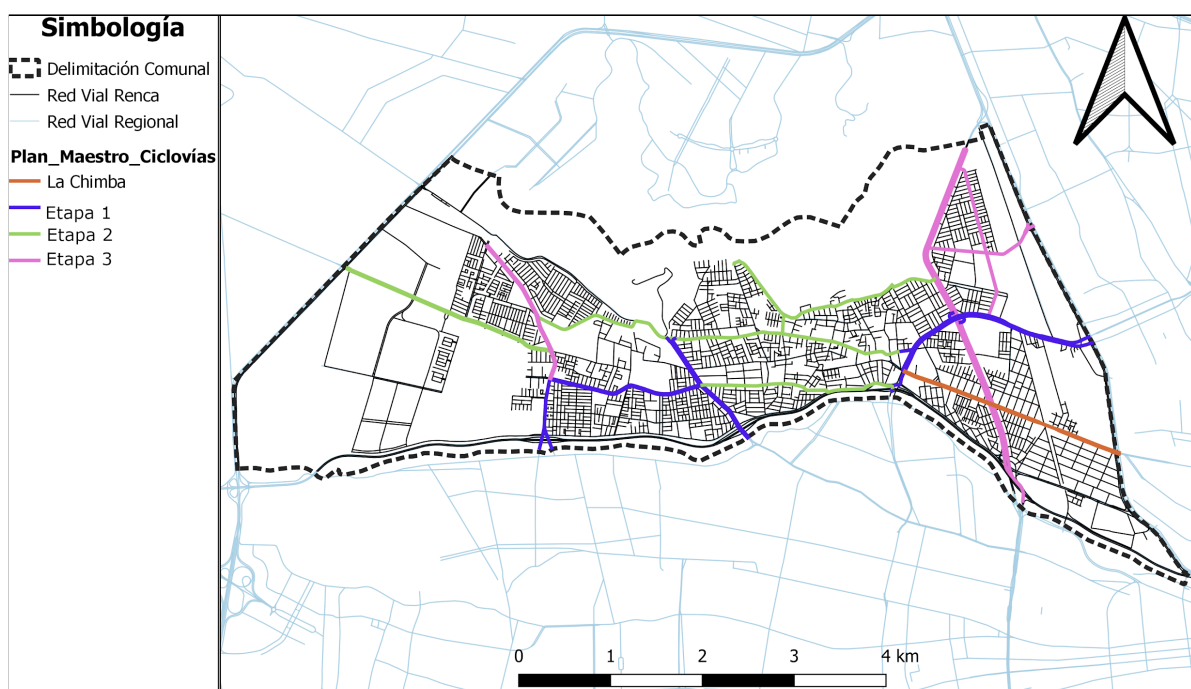 Simbología
Delimitación Comunal
Red Vial Renca
Red Vial Regional
Plan_Maestro_Ciclovías
La Chimba
Etapa 1
Etapa 2
Etapa 3
0 1 2 3 4 km